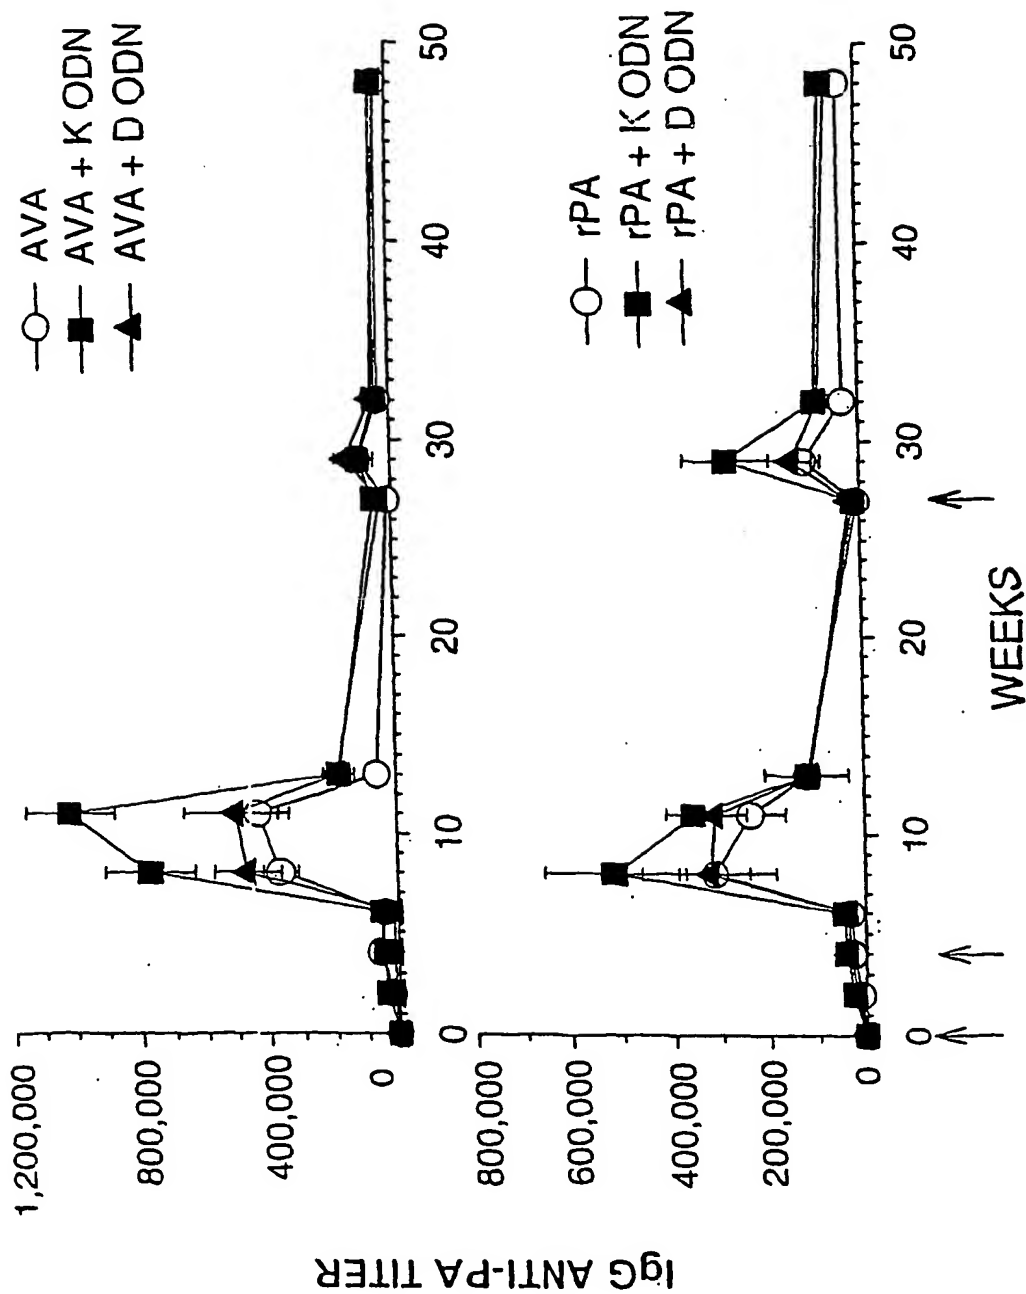 IgG ANTI-PA TITER
1,200,000
800,000
400,000
0
0
10
20
30
40
50
AVA
AVA + K ODN
AVA + D ODN
800,000
600,000
400,000
200,000
0
0
10
20
30
40
50
rPA
rPA + K ODN
rPA + D ODN
WEEKS